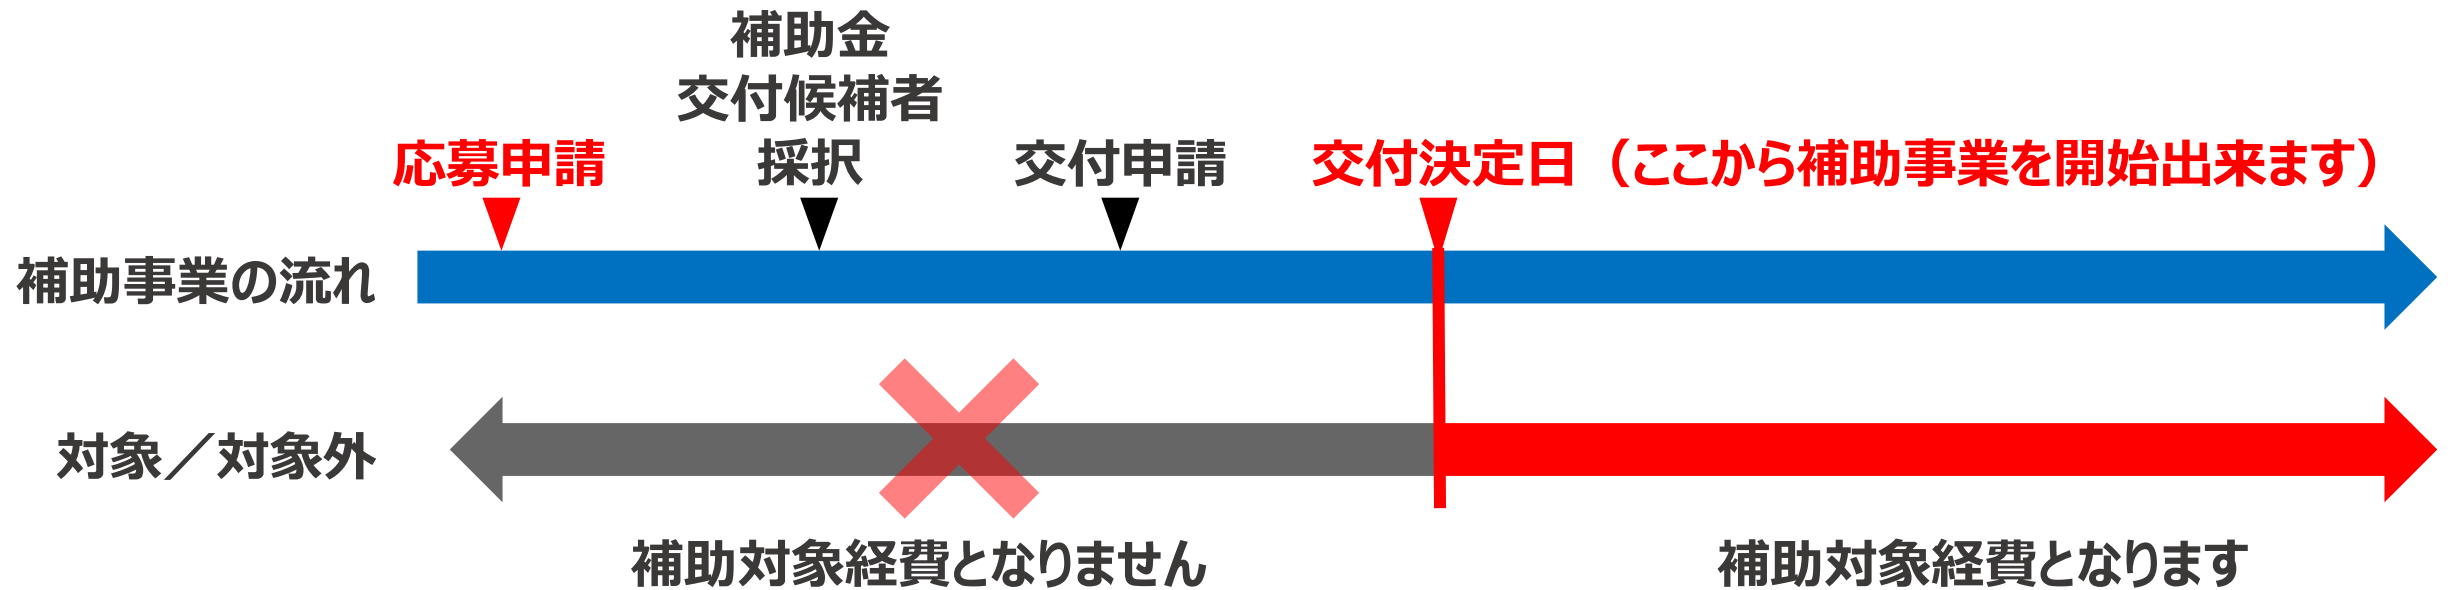 補助金
交付候補者
採択
応募申請
交付申請
交付決定日（ここから補助事業を開始出来ます）
補助事業の流れ
対象／対象外
補助対象経費となりません
補助対象経費となります